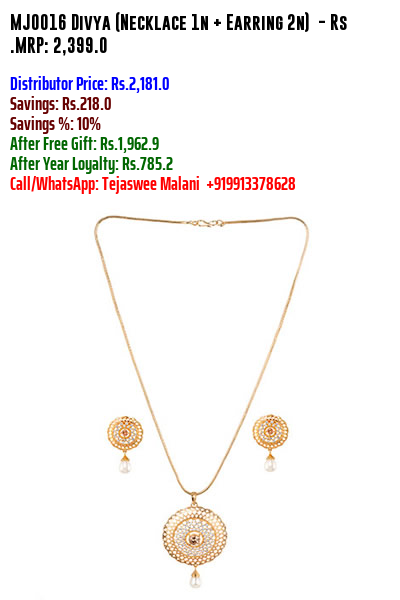 MJ0016 Divya (Necklace 1n + Earring 2n) - Rs
.MRP: 2,399.0
Distributor Price: Rs.2,181.0
Savings: Rs.218.0
Savings %: 10%
After Free Gift: Rs.1,962.9
After Year Loyalty: Rs.785.2
Call/WhatsApp: Tejaswee Malani +919913378628